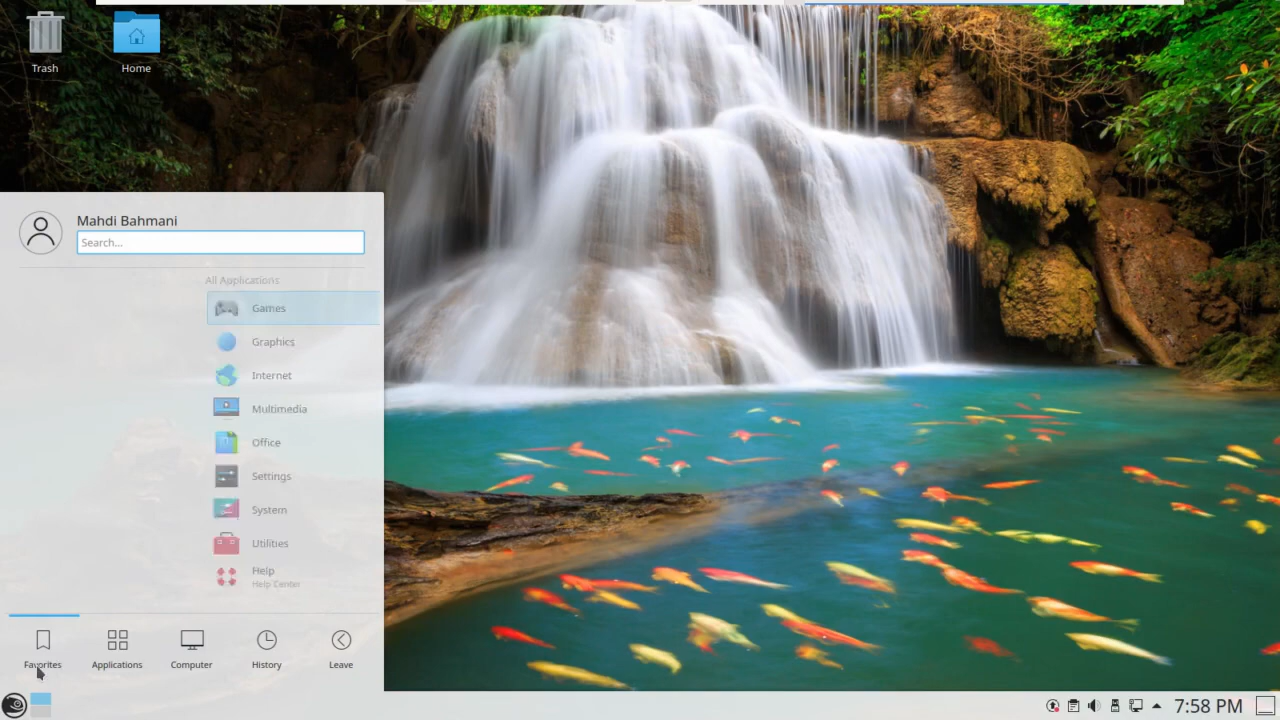 Trash
Home
Mahdi Bahmani
Search...
All Applications
Games
Graphics
Internet
Multimedia
Office
Settings
System
Utilities
Help
Help Center
Favorites
Applications
Computer
History
Leave
7:58 PM